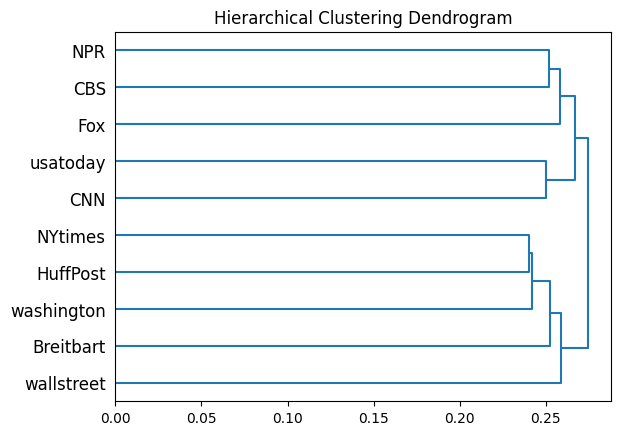 Hierarchical Clustering Dendrogram
NPR
CBS
Fox
usatoday
CNN
NYtimes
HuffPost
washington
Breitbart
wallstreet
0.00 0.05 0.10 0.15 0.20 0.25